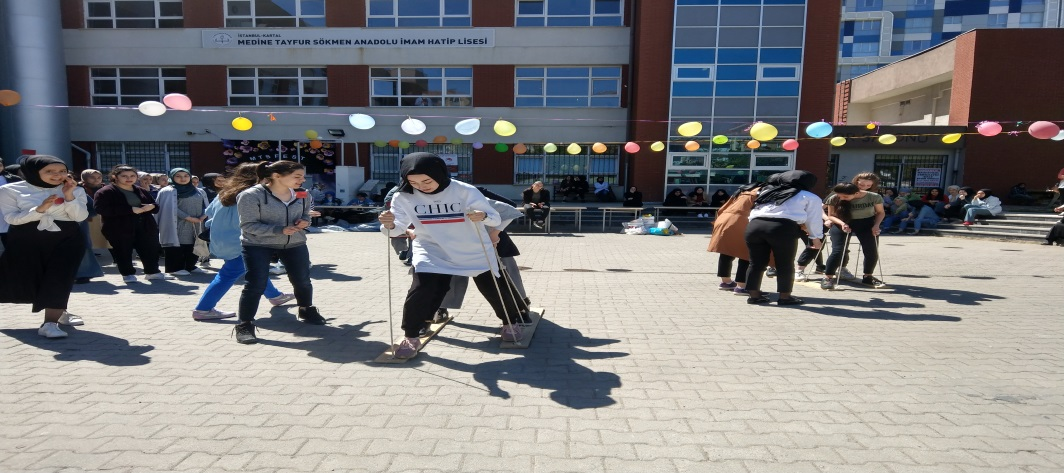 İSTANBUL-KARTAL
MEDİNE TAYFUR SÖKMEN ANADOLU İMAM HATİP LİSESİ
CHIC